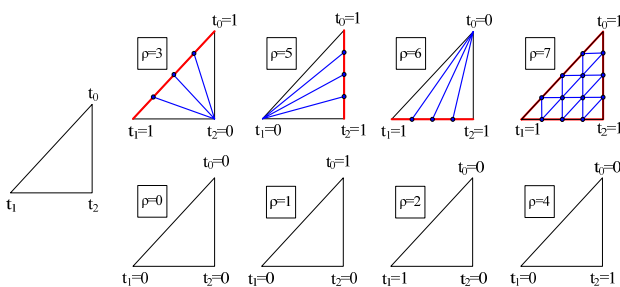 t₀=1 t₀=1 t₀=0 t₀=1
ρ=3 ρ=5 ρ=6 ρ=7
t₀
t₁=1 t₂=0 t₁=0 t₂=1 t₁=1 t₂=1 t₁=1 t₂=1
t₀=0 t₀=1 t₀=0 t₀=0
t₁ t₂
ρ=0 ρ=1 ρ=2 ρ=4
t₁=0 t₂=0 t₁=0 t₂=0 t₁=1 t₂=0 t₁=0 t₂=1